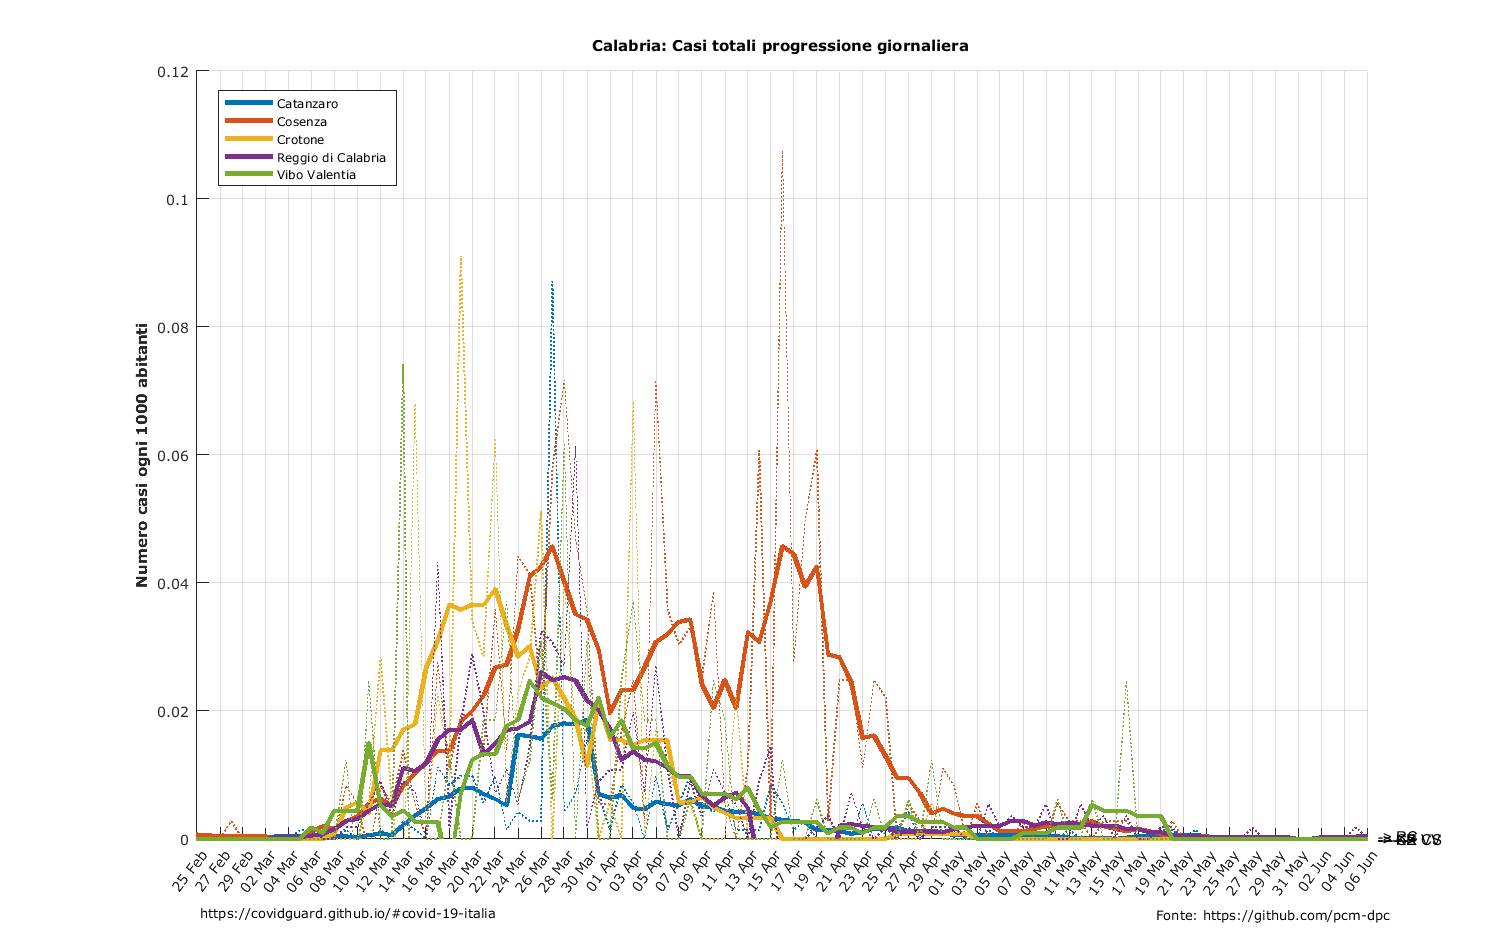 Calabria: Casi totali progressione giornaliera
Numero casi ogni 1000 abitanti
0.12
0.1
0.08
0.06
0.04
0.02
0
Catanzaro
Cosenza
Crotone
Reggio di Calabria
Vibo Valentia
25 Feb
27 Feb
29 Feb
02 Mar
04 Mar
06 Mar
08 Mar
10 Mar
12 Mar
14 Mar
16 Mar
18 Mar
20 Mar
22 Mar
24 Mar
26 Mar
28 Mar
30 Mar
01 Apr
03 Apr
05 Apr
07 Apr
09 Apr
11 Apr
13 Apr
15 Apr
17 Apr
19 Apr
21 Apr
23 Apr
25 Apr
27 Apr
29 Apr
01 May
03 May
05 May
07 May
09 May
11 May
13 May
15 May
17 May
19 May
21 May
23 May
25 May
27 May
29 May
31 May
02 Jun
04 Jun
06 Jun
https://covidguard.github.io/#covid-19-italia
Fonte: https://github.com/pcm-dpc